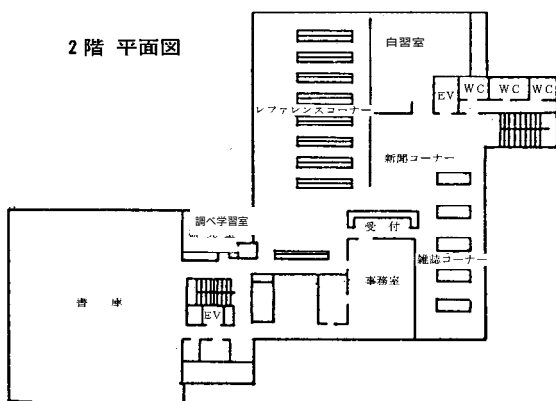 2階 平面図
自習室
EV
WC
WC
WC
レファレンスコーナー
新聞コーナー
調べ学習室
受付
雑誌コーナー
事務室
書庫
EV